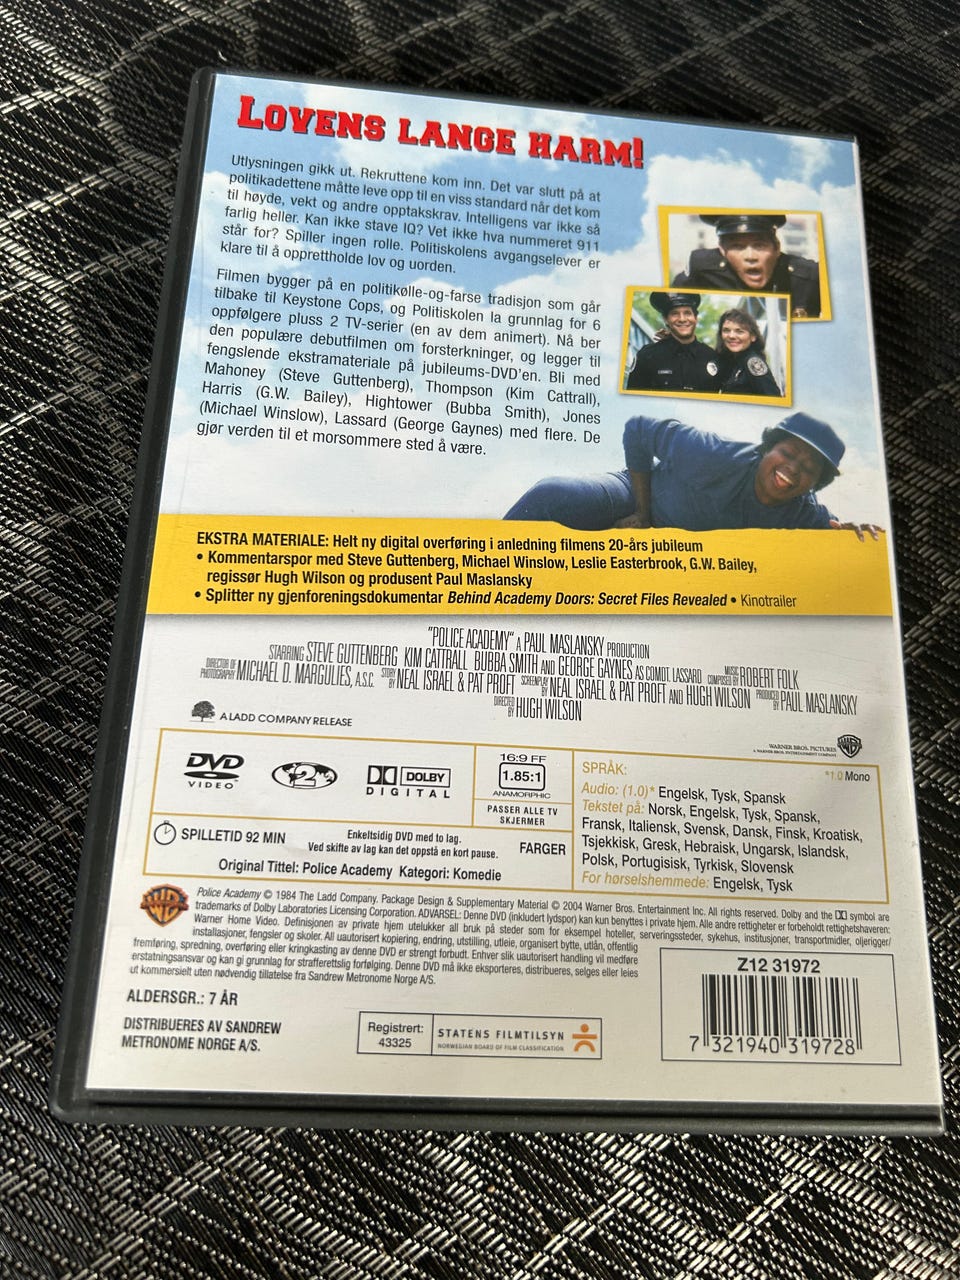 LOVENS LANGE HARM!
Utlysningen gikk ut. Rekruttene kom inn. Det var slutt på at
politikadettene måtte leve opp til en viss standard når det kom
til høyde, vekt og andre opptakskrav. Intelligens var ikke så
farlig heller. Kan ikke stave IQ? Vet ikke hva nummeret 911
står for? Spiller ingen rolle. Politiskolens avgangselever er
klare til å opprettholde lov og uorden.
Filmen bygger på en politikølle-og-farse tradisjon som går
tilbake til Keystone Cops, og Politiskolen la grunnlag for 6
oppfølgere pluss 2 TV-serier (en av dem animert). Nå ber
den populære debutfilmen om forsterkninger, og legger til
fengslende ekstramateriale på jubileums-DVD'en. Bli med
Mahoney (Steve Guttenberg), Thompson (Kim Cattrall),
Harris (G.W. Bailey), Hightower (Bubba Smith), Jones
(Michael Winslow), Lassard (George Gaynes) med flere. De
gjør verden til et morsommere sted å være.
EKSTRA MATERIALE: Helt ny digital overføring i anledning filmens 20-års jubileum
• Kommentarspor med Steve Guttenberg, Michael Winslow, Leslie Easterbrook, G.W. Bailey,
regissør Hugh Wilson og produsent Paul Maslansky
• Splitter ny gjenforeningsdokumentar Behind Academy Doors: Secret Files Revealed • Kinotrailer
"POLICE ACADEMY" A PAUL MASLANSKY PRODUCTION
STARRING STEVE GUTTENBERG KIM CATTRALL BUBBA SMITH AND GEORGE GAYNES AS COMDT. LASSARD MUSIC COMPOSED BY ROBERT FOLK
DIRECTOR OF PHOTOGRAPHY MICHAEL D. MARGULIES, A.S.C. STORY BY NEAL ISRAEL & PAT PROFT SCREENPLAY BY NEAL ISRAEL & PAT PROFT AND HUGH WILSON PRODUCED BY PAUL MASLANSKY
DIRECTED BY HUGH WILSON
A LADD COMPANY RELEASE
WARNER BROS. PICTURES
A WARNER BROS. ENTERTAINMENT COMPANY
DVD
VIDEO
2
DOLBY
DIGITAL
16:9 FF
1.85:1
ANAMORPHIC
PASSER ALLE TV
SKJERMER
SPILLETID 92 MIN
Enkeltsidig DVD med to lag.
Ved skifte av lag kan det oppstå en kort pause.
FARGER
Original Tittel: Police Academy Kategori: Komedie
SPRÅK:
*1.0 Mono
Audio: (1.0)* Engelsk, Tysk, Spansk
Tekstet på: Norsk, Engelsk, Tysk, Spansk,
Fransk, Italiensk, Svensk, Dansk, Finsk, Kroatisk,
Tsjekkisk, Gresk, Hebraisk, Ungarsk, Islandsk,
Polsk, Portugisisk, Tyrkisk, Slovensk
For hørselshemmede: Engelsk, Tysk
Police Academy © 1984 The Ladd Company. Package Design & Supplementary Material © 2004 Warner Bros. Entertainment Inc. All rights reserved. Dolby and the DD symbol are
trademarks of Dolby Laboratories Licensing Corporation. ADVARSEL: Denne DVD (inkludert lydspor) kan kun benyttes i private hjem. Alle andre rettigheter er forbeholdt rettighetshaveren:
Warner Home Video. Definisjonen av private hjem utelukker all bruk på steder som for eksempel hoteller, serveringssteder, sykehus, institusjoner, transportmidler, oljerigger/
installasjoner, fengsler og skoler. All uautorisert kopiering, endring, utstilling, utleie, organisert bytte, utlån, offentlig
fremføring, spredning, overføring eller kringkasting av denne DVD er strengt forbudt. Enhver slik uautorisert handling vil medføre
erstatningsansvar og kan gi grunnlag for strafferettslig forfølging. Denne DVD må ikke eksporteres, distribueres, selges eller leies
ut kommersielt uten nødvendig tillatelse fra Sandrew Metronome Norge A/S.
ALDERSGR.: 7 ÅR
DISTRIBUERES AV SANDREW
METRONOME NORGE A/S.
Registrert:
43325
STATENS FILMTILSYN
NORWEGIAN BOARD OF FILM CLASSIFICATION
Z12 31972
7 321940 319728